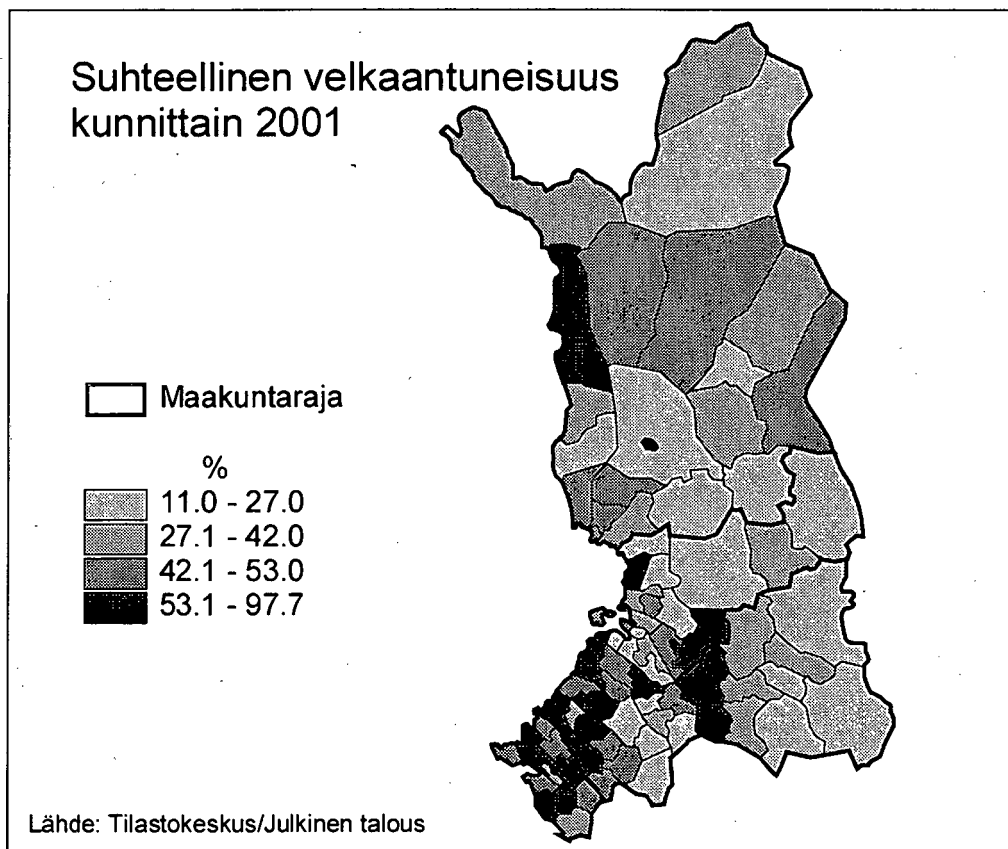 Suhteellinen velkaantuneisuus
kunnittain 2001
Maakuntaraja
%
11.0 - 27.0
27.1 - 42.0
42.1 - 53.0
53.1 - 97.7
Lähde: Tilastokeskus/Julkinen talous